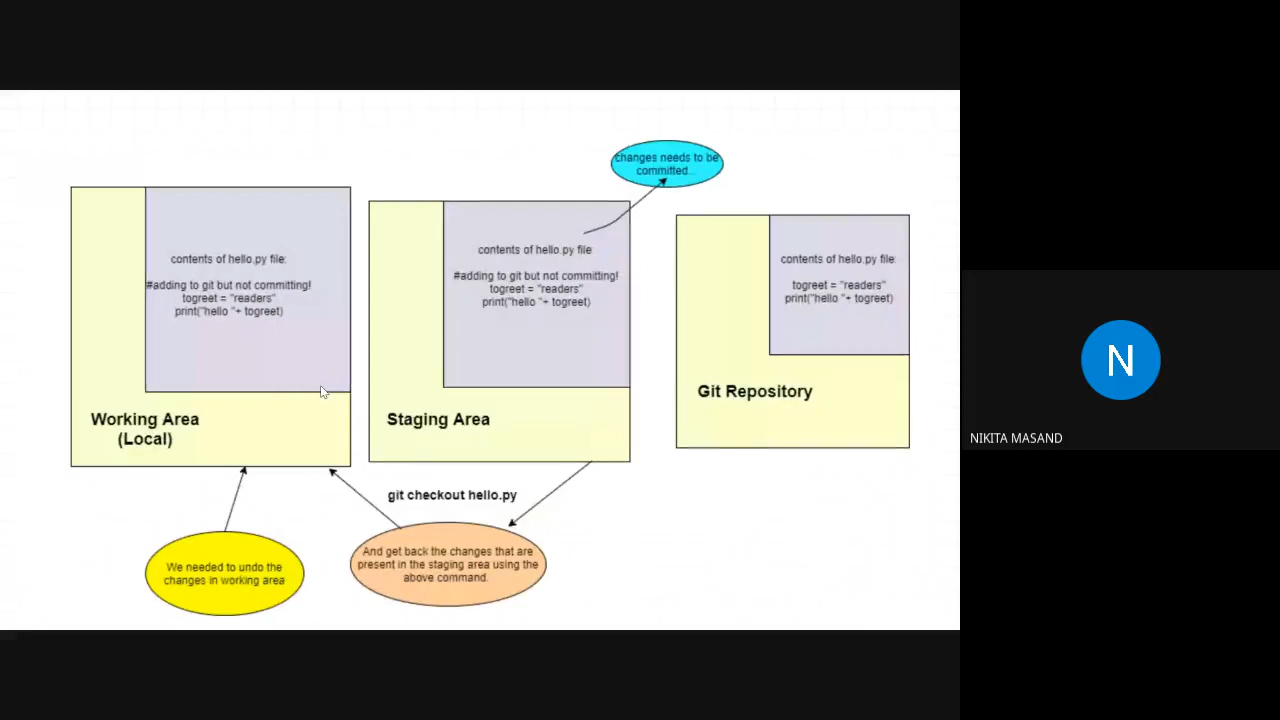 changes needs to be
committed...
contents of hello.py file:
#adding to git but not committing!
togreet = "readers"
print("hello "+ togreet)
Working Area
(Local)
contents of hello.py file:
#adding to git but not committing!
togreet = "readers"
print("hello "+ togreet)
Staging Area
contents of hello.py file:
togreet = "readers"
print("hello "+ togreet)
Git Repository
git checkout hello.py
We needed to undo the
changes in working area
And get back the changes that are
present in the staging area using the
above command.
N
NIKITA MASAND